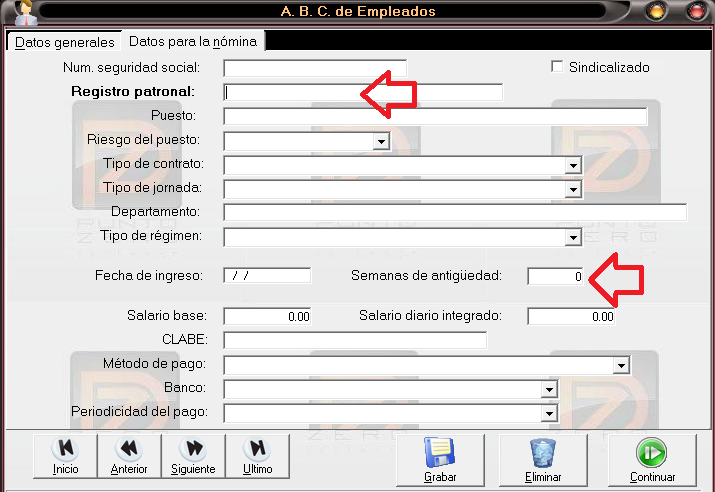 A. B. C. de Empleados
Datos generales Datos para la nómina
Num. seguridad social: Sindicalizado
Registro patronal:
Puesto:
Riesgo del puesto:
Tipo de contrato:
Tipo de jornada:
Departamento:
Tipo de régimen:
Fecha de ingreso: / / Semanas de antigüedad: 0
Salario base: 0.00 Salario diario integrado: 0.00
CLABE:
Método de pago:
Banco:
Periodicidad del pago:
Inicio Anterior Siguiente Ultimo Grabar Eliminar Continuar